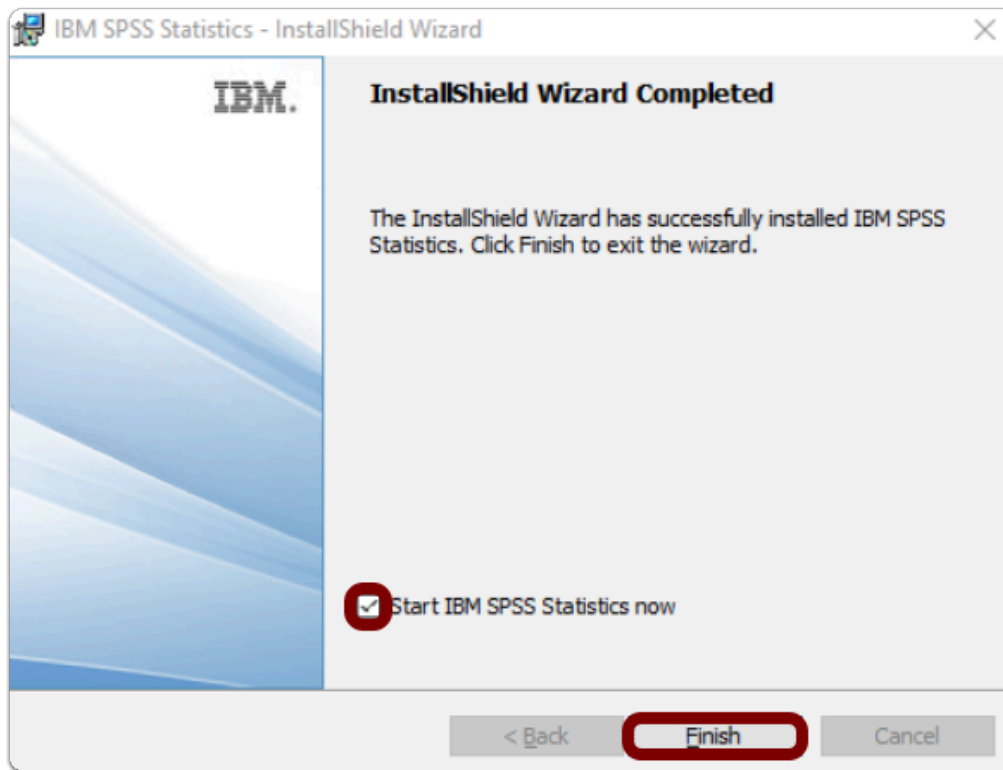 IBM SPSS Statistics - InstallShield Wizard
IBM.
InstallShield Wizard Completed
The InstallShield Wizard has successfully installed IBM SPSS
Statistics. Click Finish to exit the wizard.
Start IBM SPSS Statistics now
< Back
Finish
Cancel